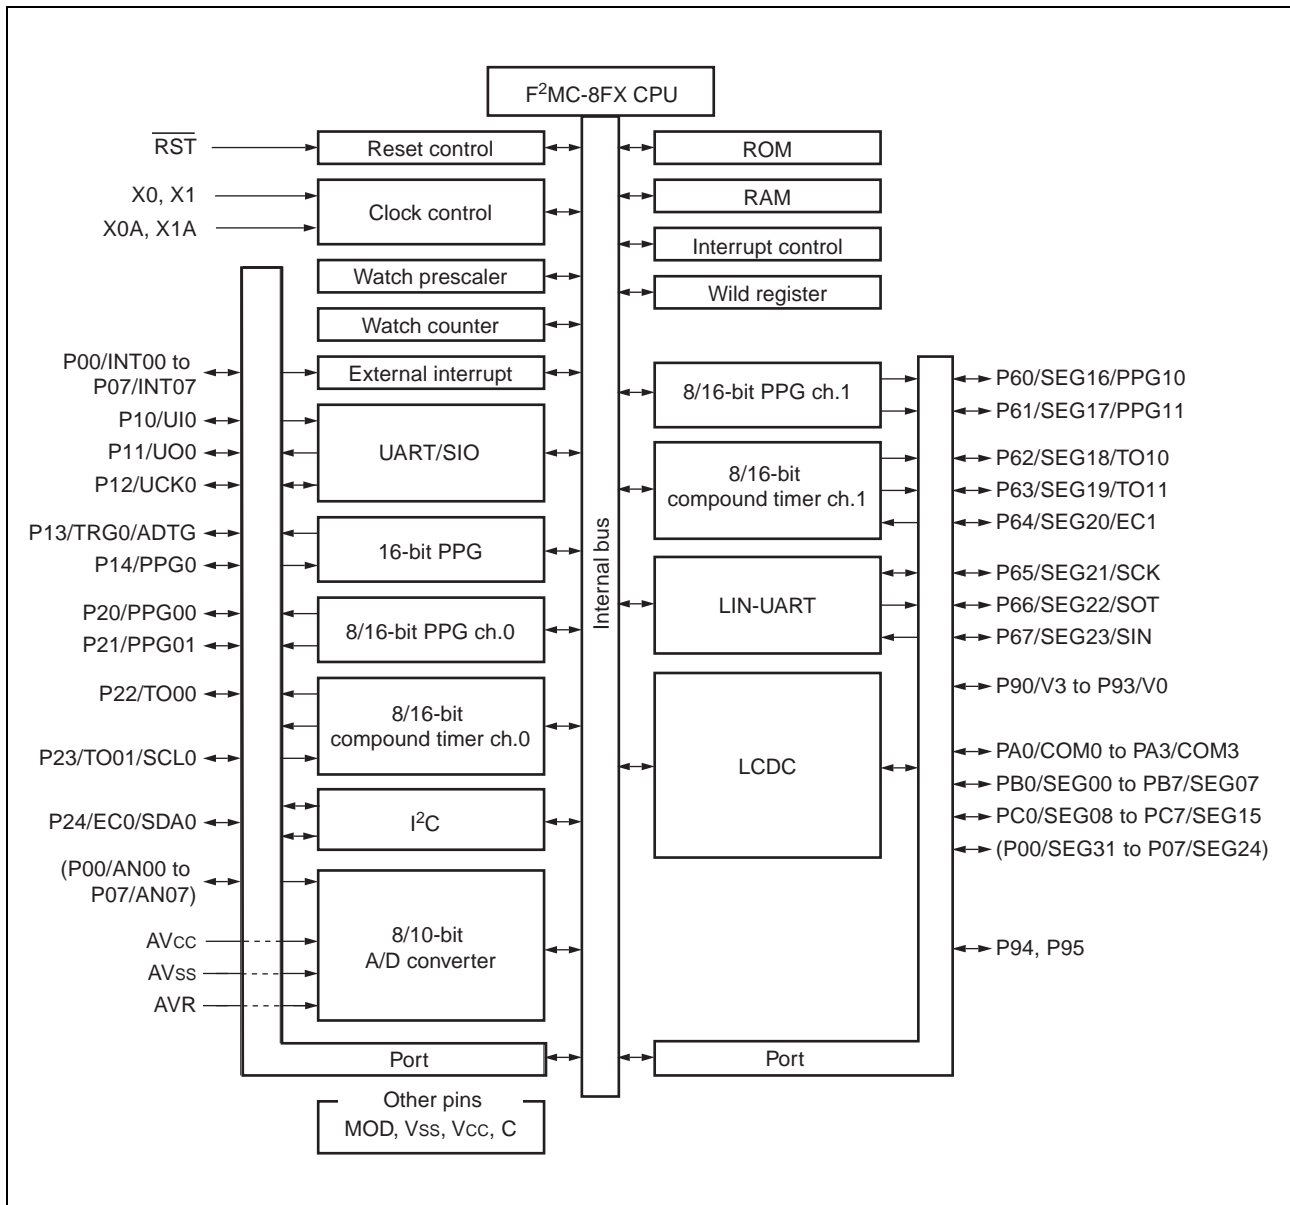 F²MC-8FX CPU
RST
Reset control
ROM
X0, X1
X0A, X1A
Clock control
RAM
Interrupt control
Watch prescaler
Wild register
Watch counter
P00/INT00 to
P07/INT07
External interrupt
8/16-bit PPG ch.1
P60/SEG16/PPG10
P61/SEG17/PPG11
P10/UI0
P11/UO0
P12/UCK0
UART/SIO
8/16-bit
compound timer ch.1
P62/SEG18/TO10
P63/SEG19/TO11
P64/SEG20/EC1
P13/TRG0/ADTG
P14/PPG0
16-bit PPG
Internal bus
LIN-UART
P65/SEG21/SCK
P66/SEG22/SOT
P67/SEG23/SIN
P20/PPG00
P21/PPG01
8/16-bit PPG ch.0
P22/TO00
P23/TO01/SCL0
8/16-bit
compound timer ch.0
LCDC
P90/V3 to P93/V0
PA0/COM0 to PA3/COM3
PB0/SEG00 to PB7/SEG07
PC0/SEG08 to PC7/SEG15
(P00/SEG31 to P07/SEG24)
P24/EC0/SDA0
I²C
(P00/AN00 to
P07/AN07)
AVCC
AVSS
AVR
8/10-bit
A/D converter
P94, P95
Port
Port
Other pins
MOD, VSS, VCC, C